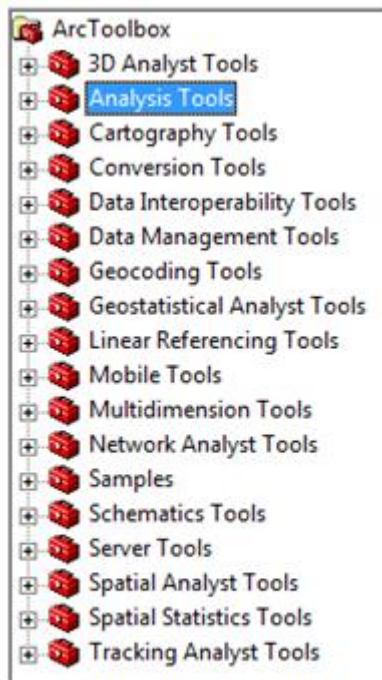 ArcToolbox
3D Analyst Tools
Analysis Tools
Cartography Tools
Conversion Tools
Data Interoperability Tools
Data Management Tools
Geocoding Tools
Geostatistical Analyst Tools
Linear Referencing Tools
Mobile Tools
Multidimension Tools
Network Analyst Tools
Samples
Schematics Tools
Server Tools
Spatial Analyst Tools
Spatial Statistics Tools
Tracking Analyst Tools